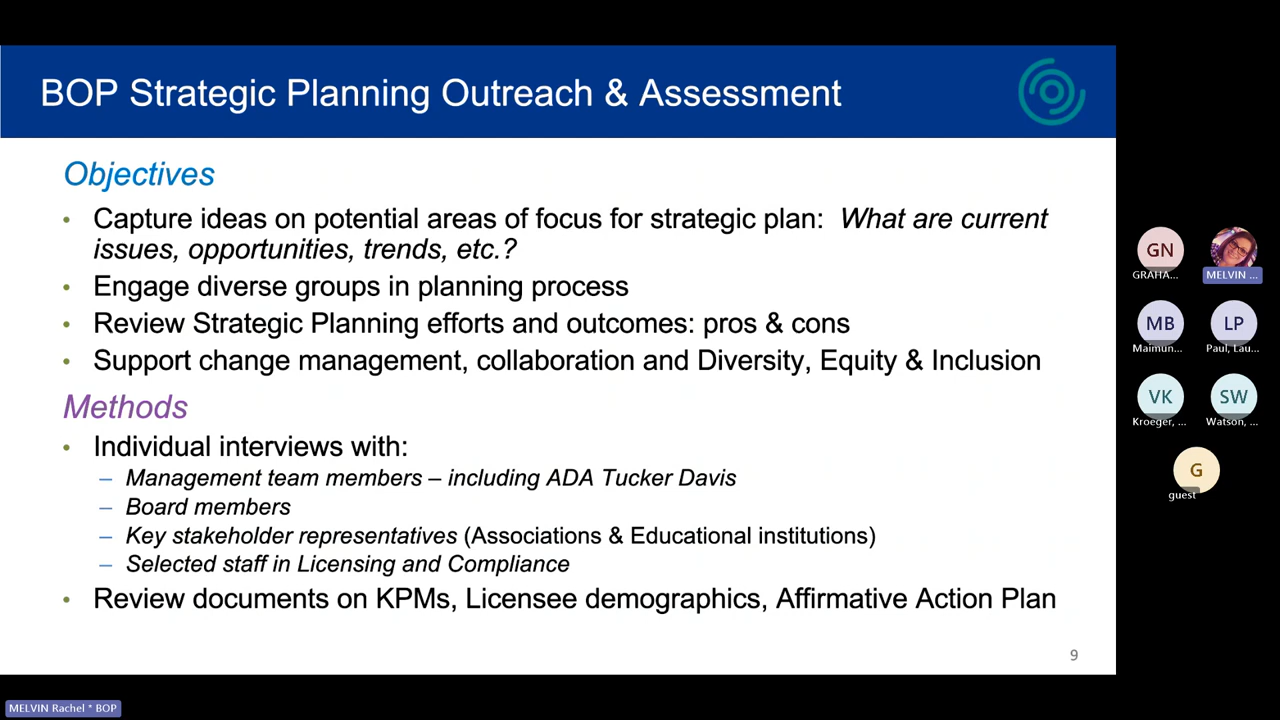 BOP Strategic Planning Outreach & Assessment
Objectives
• Capture ideas on potential areas of focus for strategic plan: What are current
issues, opportunities, trends, etc.?
• Engage diverse groups in planning process
• Review Strategic Planning efforts and outcomes: pros & cons
• Support change management, collaboration and Diversity, Equity & Inclusion
Methods
• Individual interviews with:
– Management team members – including ADA Tucker Davis
– Board members
– Key stakeholder representatives (Associations & Educational institutions)
– Selected staff in Licensing and Compliance
• Review documents on KPMs, Licensee demographics, Affirmative Action Plan
9
GN
GRAHA...
MELVIN ...
MB
Maimun...
LP
Paul, Lau...
VK
Kroeger, ...
SW
Watson, ...
G
guest
MELVIN Rachel * BOP